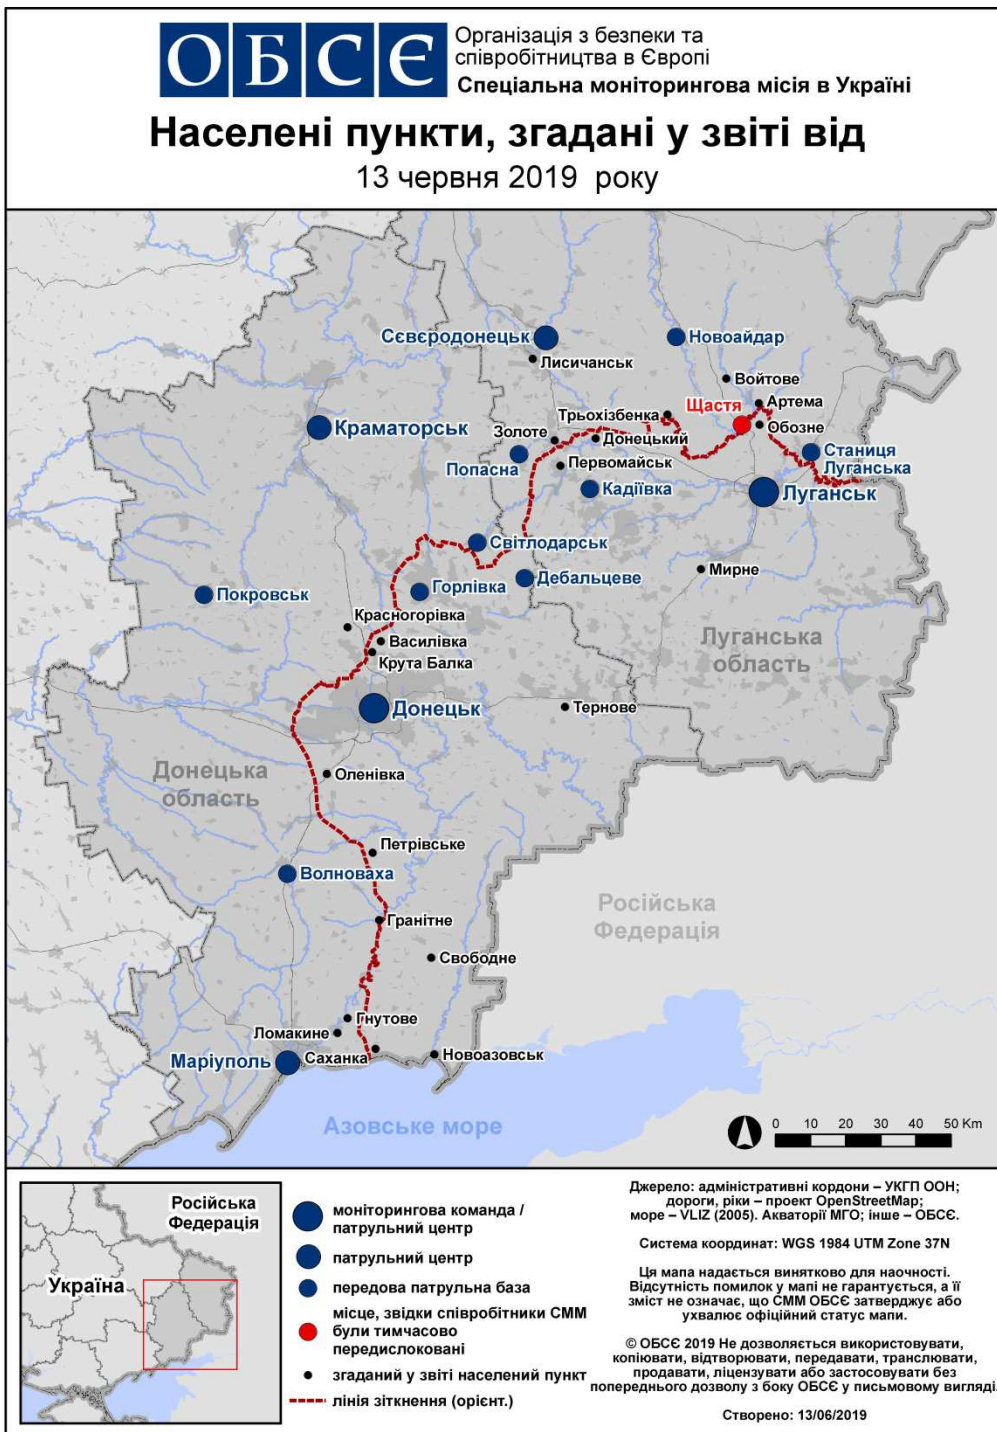 ОБСЄ
Організація з безпеки та
співробітництва в Європі
Спеціальна моніторингова місія в Україні
Населені пункти, згадані у звіті від
13 червня 2019 року
Сєвєродонецьк
Новоайдар
Лисичанськ
Войтове
Щастя
Артема
Трьохізбенка
Обозне
Краматорськ
Золоте
Донецький
Станиця
Луганська
Попасна
Первомайськ
Кадіївка
Луганськ
Світлодарськ
Мирне
Дебальцеве
Покровськ
Горлівка
Красногорівка
Василівка
Луганська
область
Крута Балка
Донецьк
Тернове
Донецька
область
Оленівка
Петрівське
Волноваха
Російська
Федерація
Гранітне
Свободне
Гнутове
Ломакине
Маріуполь
Саханка
Новоазовськ
Азовське море
0 10 20 30 40 50 Km
Російська
Федерація
Україна
моніторингова команда /
патрульний центр
патрульний центр
передова патрульна база
місце, звідки співробітники СММ
були тимчасово
передислоковані
згаданий у звіті населений пункт
лінія зіткнення (орієнт.)
Джерело: адміністративні кордони – УКГП ООН;
дороги, ріки – проект OpenStreetMap;
море – VLIZ (2005). Акваторії МГО; інше – ОБСЄ.
Система координат: WGS 1984 UTM Zone 37N
Ця мапа надається винятково для наочності.
Відсутність помилок у мапі не гарантується, а її
зміст не означає, що СММ ОБСЄ затверджує або
ухвалює офіційний статус мапи.
© ОБСЄ 2019 Не дозволяється використовувати,
копіювати, відтворювати, передавати, транслювати,
продавати, ліцензувати або застосовувати без
попереднього дозволу з боку ОБСЄ у письмовому вигляді.
Створено: 13/06/2019